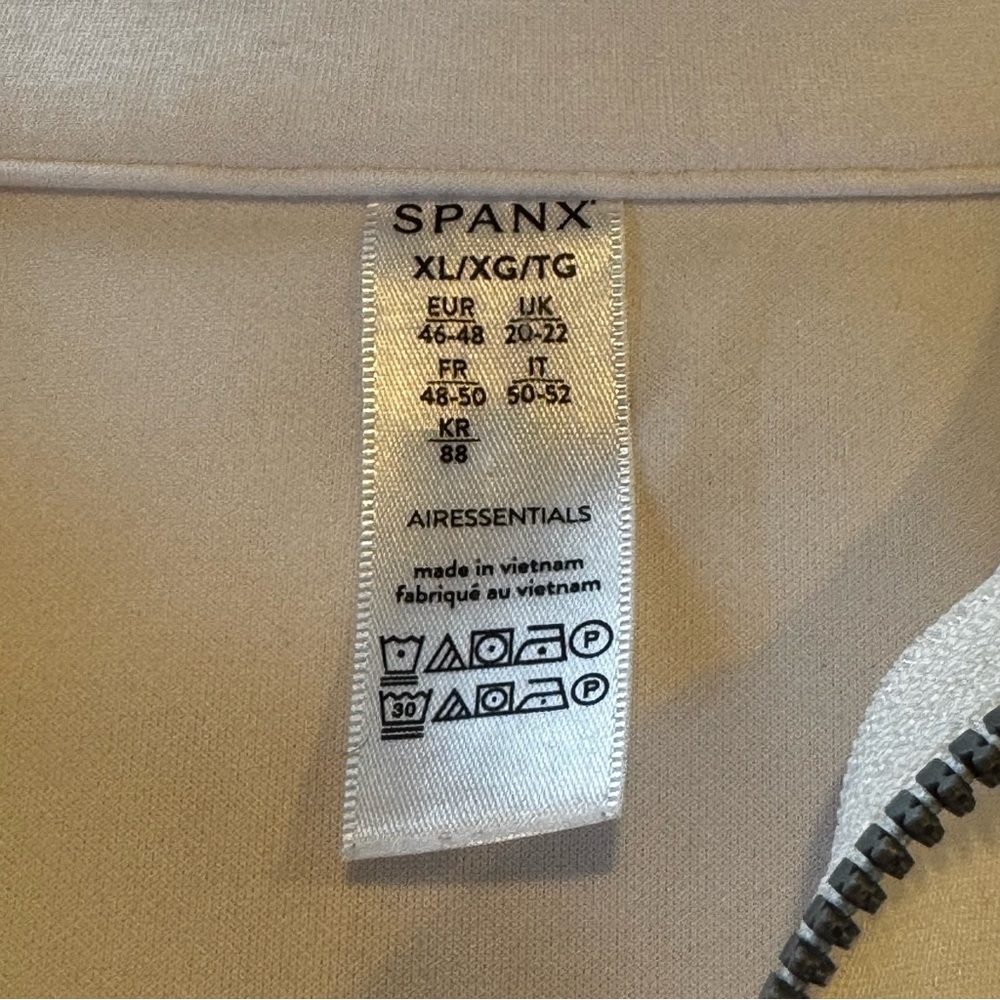 SPANX
XL/XG/TG
EUR UK
46-48 20-22
FR IT
48-50 50-52
KR
88
AIRESSENTIALS
made in vietnam
fabriqué au vietnam
P
30 P